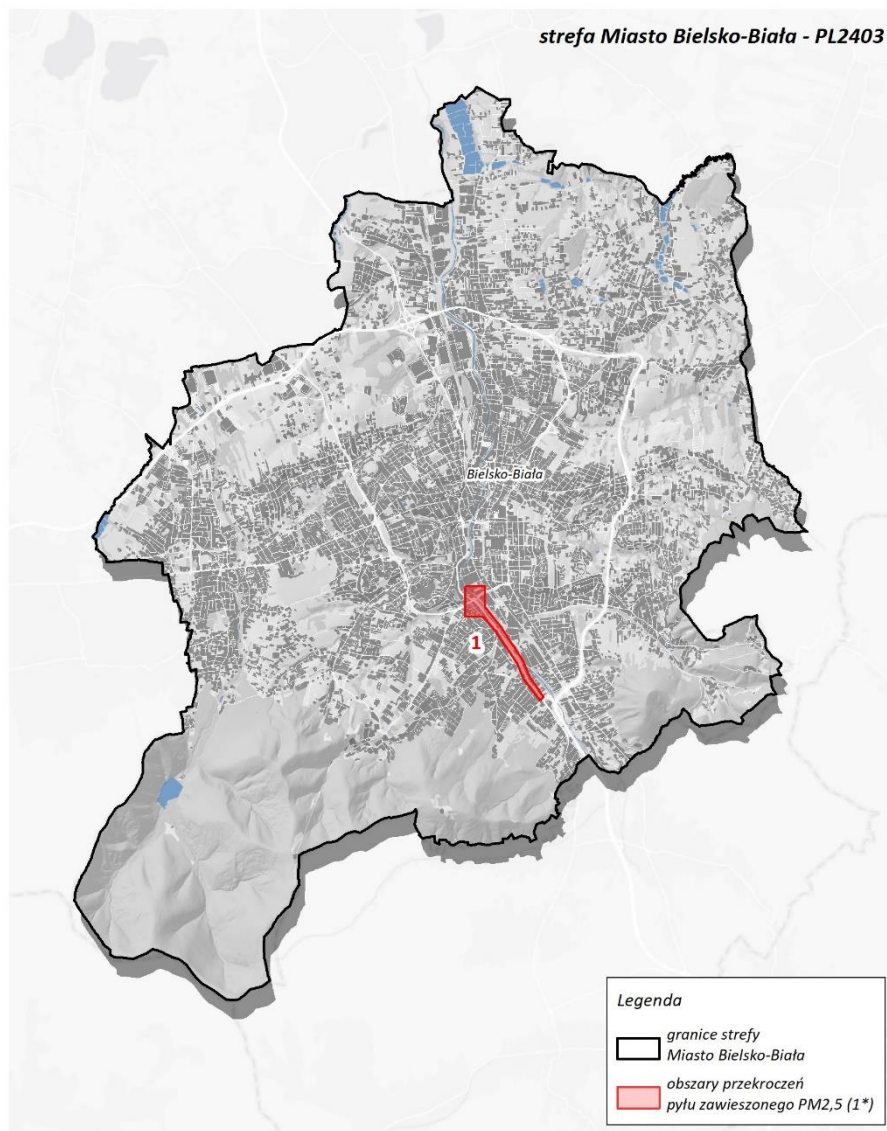 strefa Miasto Bielsko-Biała - PL2403
Bielsko-Biała
1
Legenda
granice strefy
Miasto Bielsko-Biała
obszary przekroczeń
pyłu zawieszonego PM2,5 (1*)